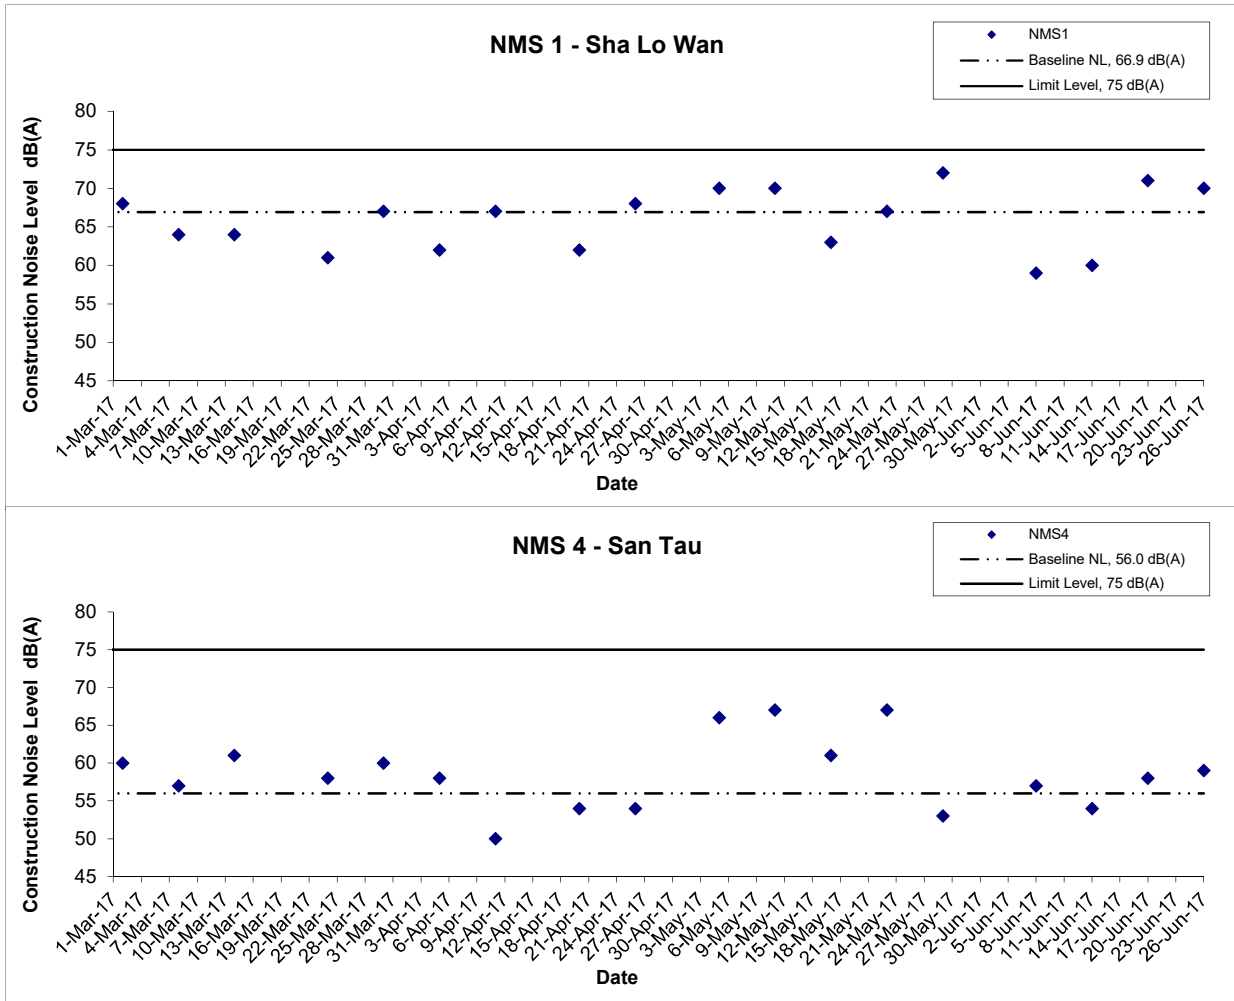 NMS 1 - Sha Lo Wan
NMS1
Baseline NL, 66.9 dB(A)
Limit Level, 75 dB(A)
Construction Noise Level dB(A)
80
75
70
65
60
55
50
45
1-Mar-17
4-Mar-17
7-Mar-17
10-Mar-17
13-Mar-17
16-Mar-17
19-Mar-17
22-Mar-17
25-Mar-17
28-Mar-17
31-Mar-17
3-Apr-17
6-Apr-17
9-Apr-17
12-Apr-17
15-Apr-17
18-Apr-17
21-Apr-17
24-Apr-17
27-Apr-17
30-Apr-17
3-May-17
6-May-17
9-May-17
12-May-17
15-May-17
18-May-17
21-May-17
24-May-17
27-May-17
30-May-17
2-Jun-17
5-Jun-17
8-Jun-17
11-Jun-17
14-Jun-17
17-Jun-17
20-Jun-17
23-Jun-17
26-Jun-17
Date
NMS 4 - San Tau
NMS4
Baseline NL, 56.0 dB(A)
Limit Level, 75 dB(A)
Construction Noise Level dB(A)
80
75
70
65
60
55
50
45
1-Mar-17
4-Mar-17
7-Mar-17
10-Mar-17
13-Mar-17
16-Mar-17
19-Mar-17
22-Mar-17
25-Mar-17
28-Mar-17
31-Mar-17
3-Apr-17
6-Apr-17
9-Apr-17
12-Apr-17
15-Apr-17
18-Apr-17
21-Apr-17
24-Apr-17
27-Apr-17
30-Apr-17
3-May-17
6-May-17
9-May-17
12-May-17
15-May-17
18-May-17
21-May-17
24-May-17
27-May-17
30-May-17
2-Jun-17
5-Jun-17
8-Jun-17
11-Jun-17
14-Jun-17
17-Jun-17
20-Jun-17
23-Jun-17
26-Jun-17
Date